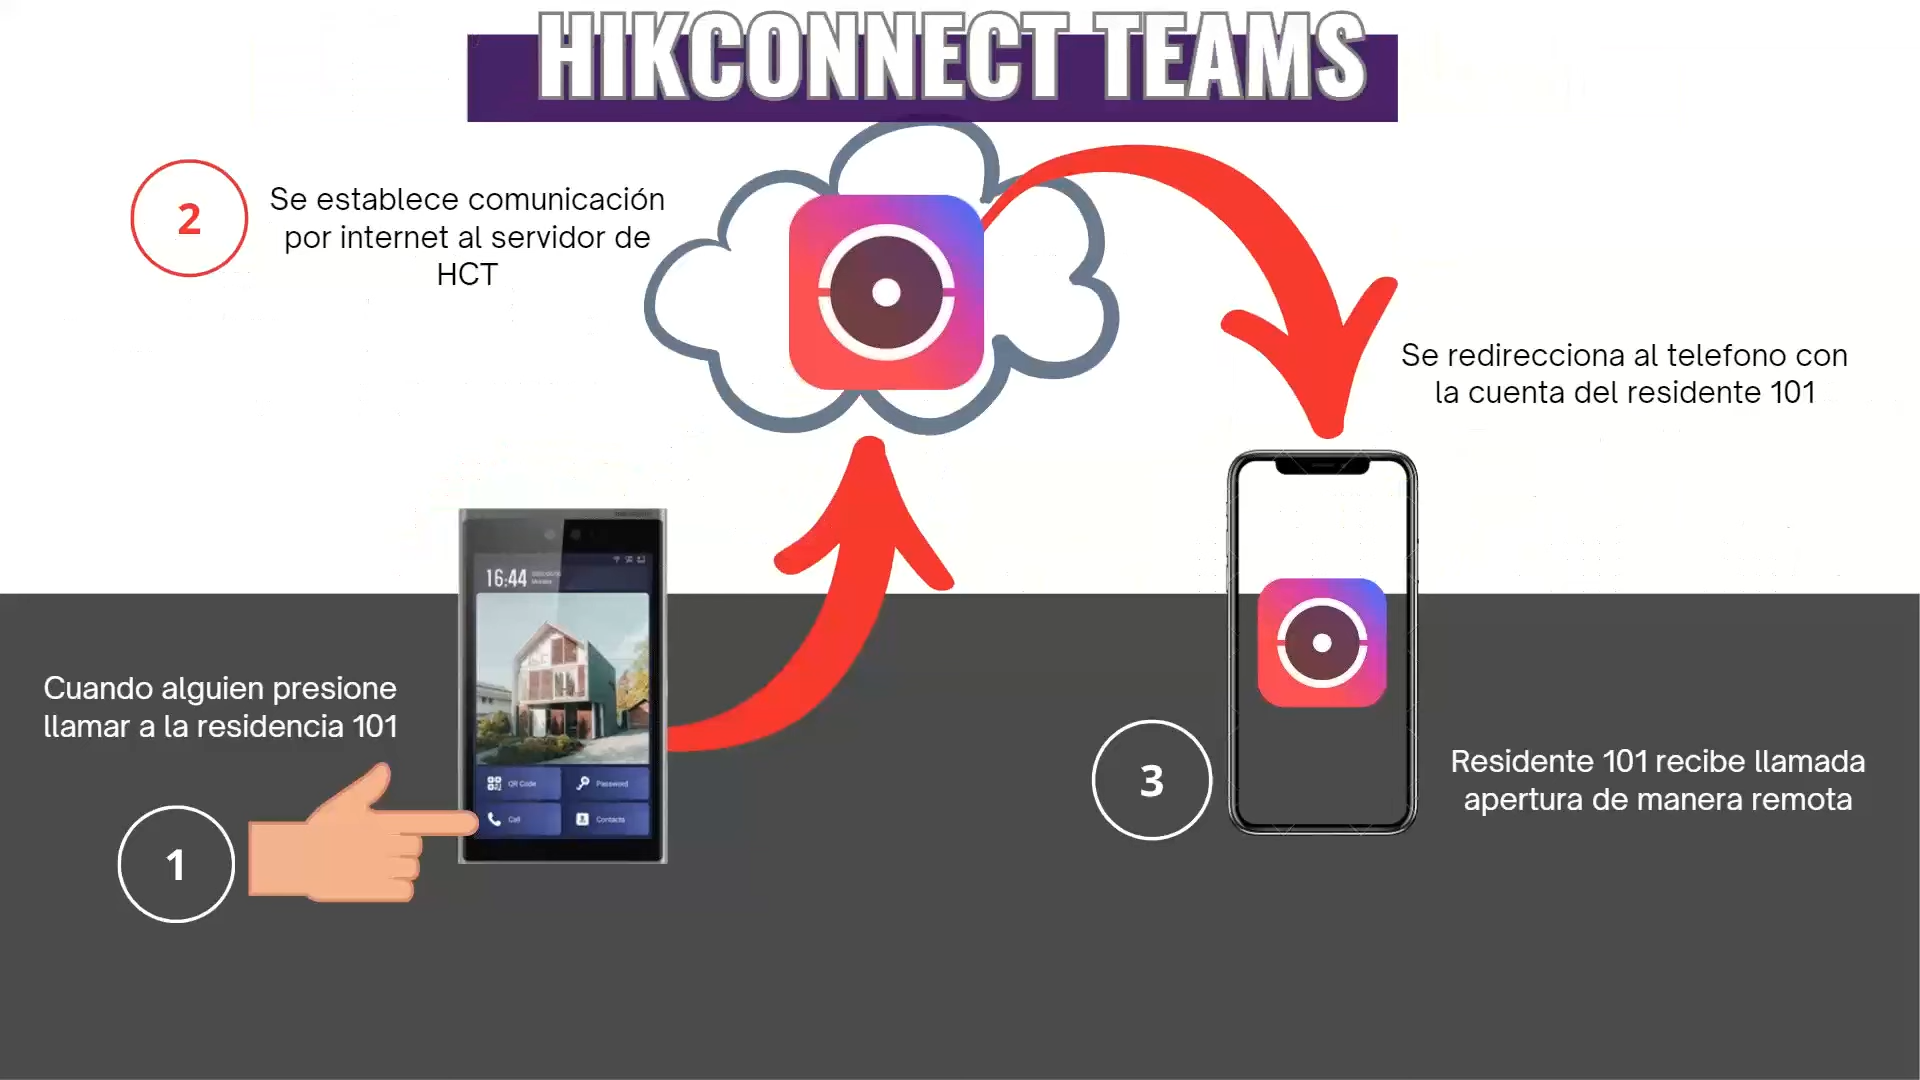 HIKCONNECT TEAMS
2
Se establece comunicación
por internet al servidor de
HCT
Se redirecciona al telefono con
la cuenta del residente 101
16:44
Cuando alguien presione
llamar a la residencia 101
QR Code
Password
Call
Contacts
1
3
Residente 101 recibe llamada
apertura de manera remota